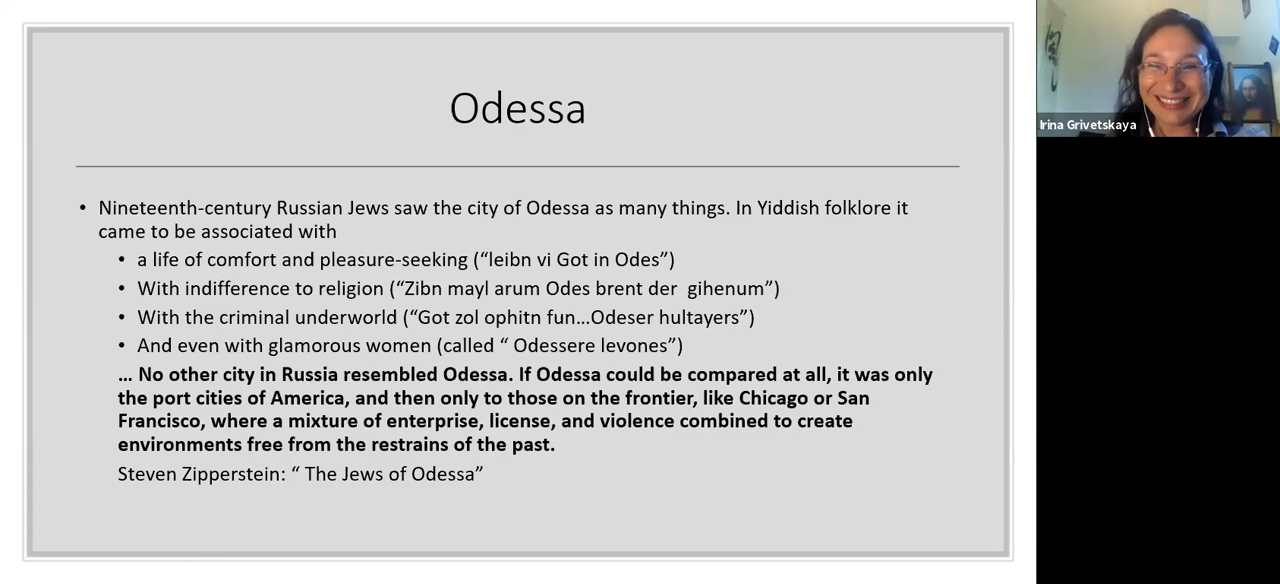 Odessa
• Nineteenth-century Russian Jews saw the city of Odessa as many things. In Yiddish folklore it
came to be associated with
• a life of comfort and pleasure-seeking (“leibn vi Got in Odes”)
• With indifference to religion (“Zibn mayl arum Odes brent der gihenum”)
• With the criminal underworld (“Got zol ophitn fun…Odeser hultayers”)
• And even with glamorous women (called “ Odessere levones”)
… No other city in Russia resembled Odessa. If Odessa could be compared at all, it was only
the port cities of America, and then only to those on the frontier, like Chicago or San
Francisco, where a mixture of enterprise, license, and violence combined to create
environments free from the restrains of the past.
Steven Zipperstein: “ The Jews of Odessa”
Irina Grivetskaya